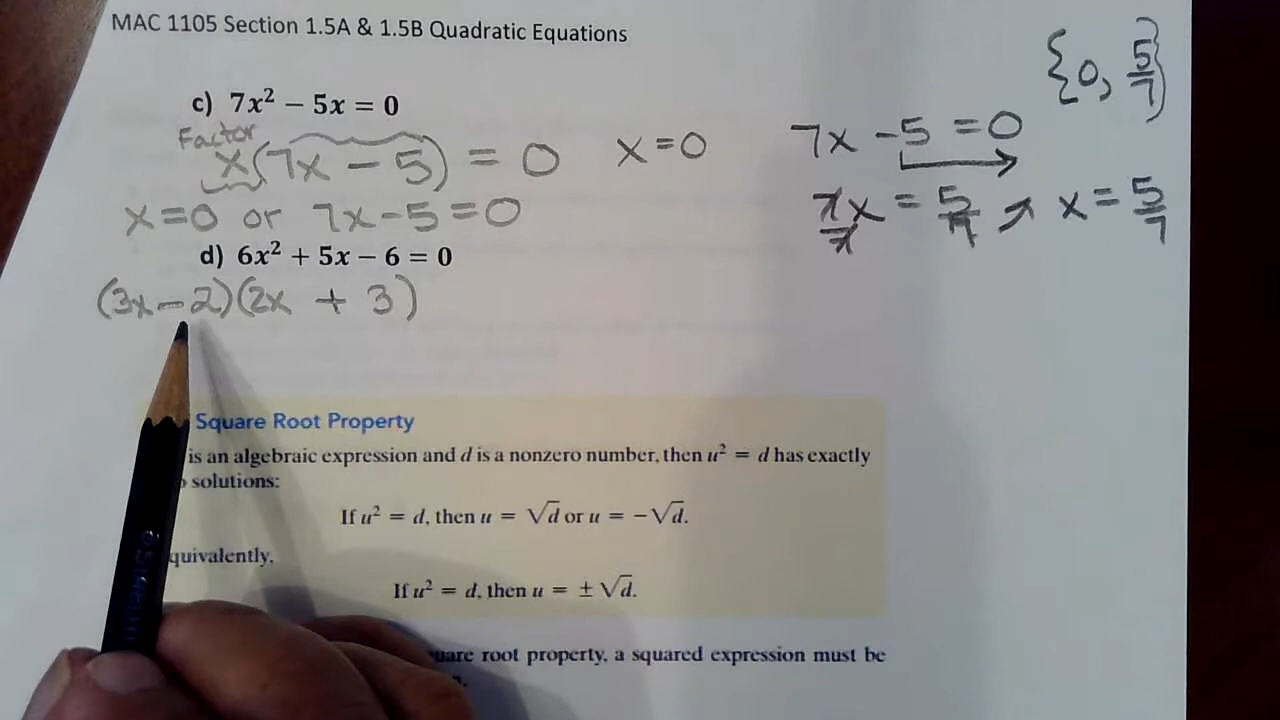 MAC 1105 Section 1.5A & 1.5B Quadratic Equations
{0, 5/7}
c) 7x² − 5x = 0
Factor
x(7x − 5) = 0
x = 0
7x − 5 = 0
7x/7 = 5/7 → x = 5/7
x = 0 or 7x − 5 = 0
d) 6x² + 5x − 6 = 0
(3x − 2)(2x + 3)
Square Root Property
is an algebraic expression and d is a nonzero number, then u² = d has exactly
solutions:
If u² = d, then u = √d or u = −√d.
quivalently,
If u² = d, then u = ± √d.
uare root property, a squared expression must be